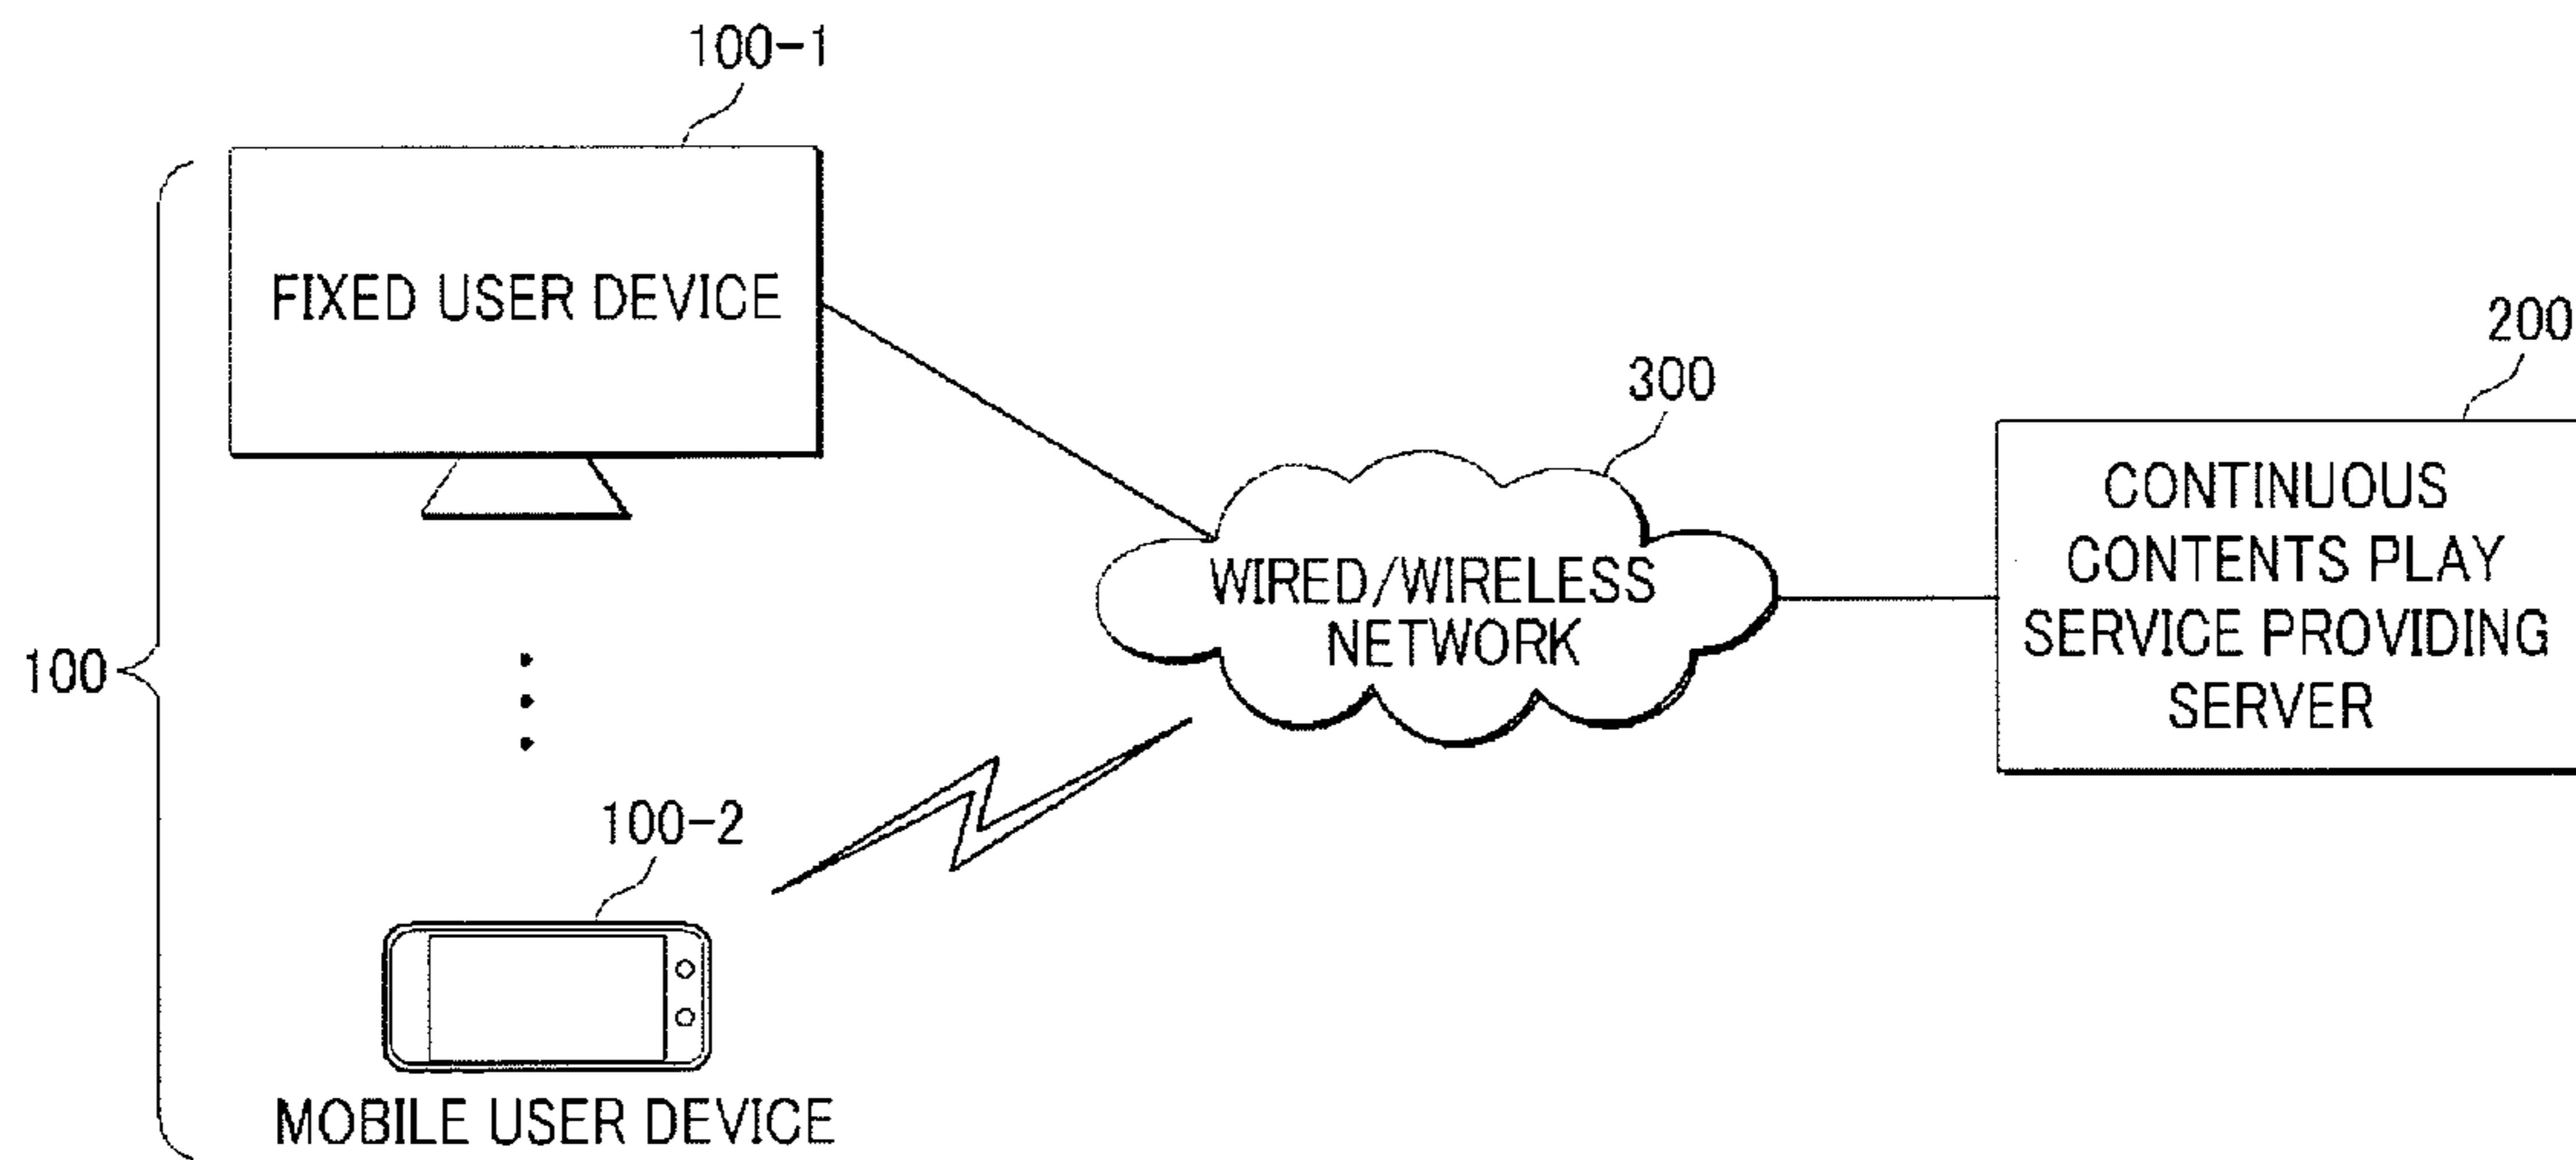 100-1
FIXED USER DEVICE
200
300
CONTINUOUS
CONTENTS PLAY
SERVICE PROVIDING
SERVER
WIRED/WIRELESS
NETWORK
100
100-2
MOBILE USER DEVICE